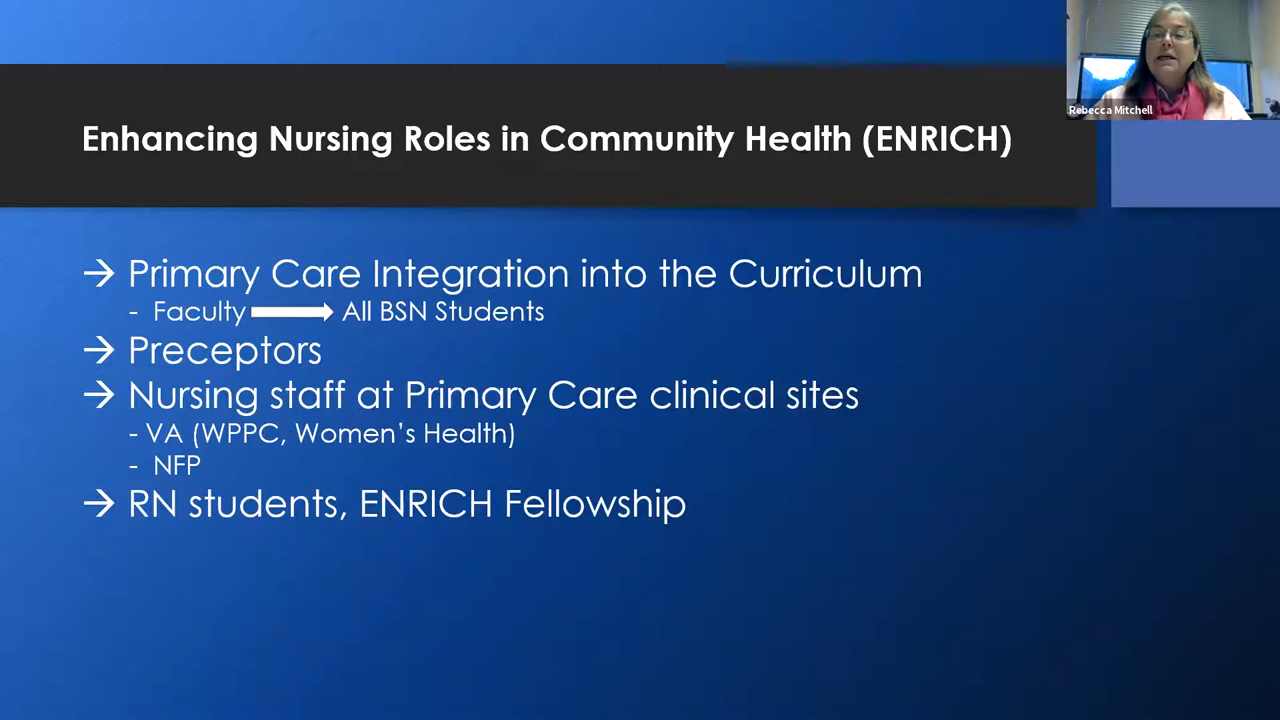 Rebecca Mitchell
Enhancing Nursing Roles in Community Health (ENRICH)
→ Primary Care Integration into the Curriculum
- Faculty → All BSN Students
→ Preceptors
→ Nursing staff at Primary Care clinical sites
- VA (WPPC, Women’s Health)
- NFP
→ RN students, ENRICH Fellowship